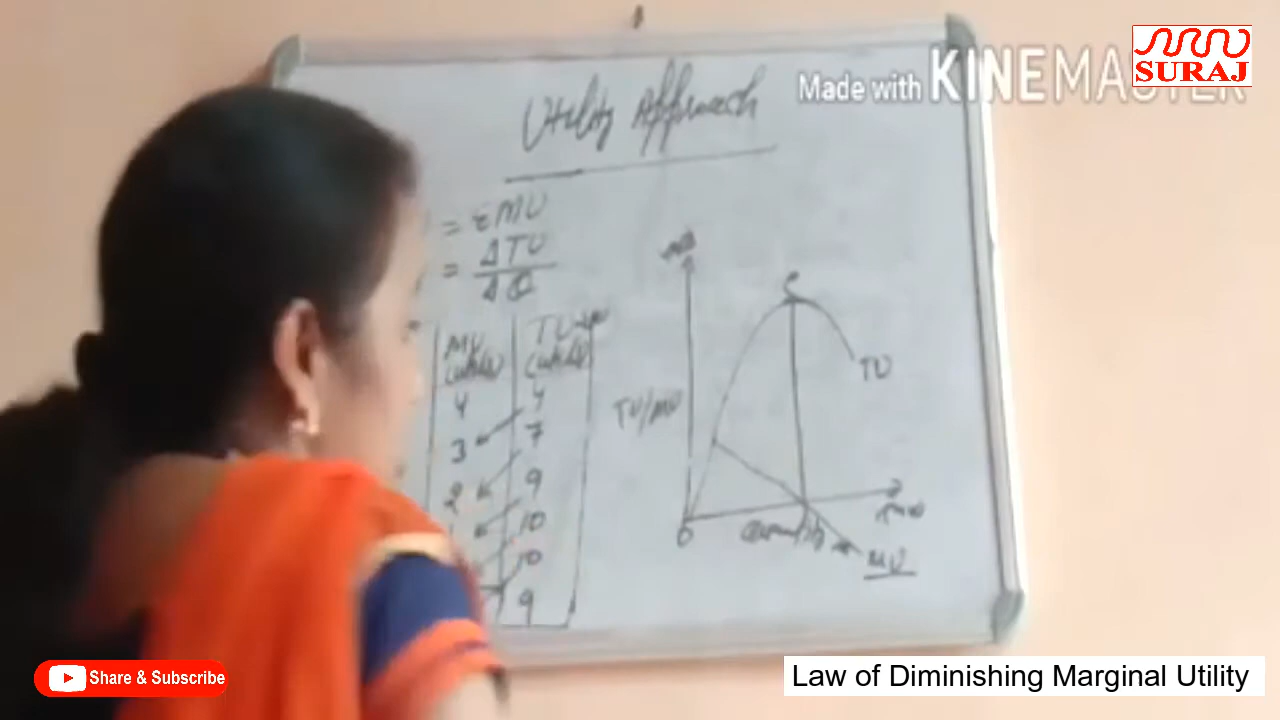 Made with KINEMASTER
SURAJ
Utility Approach
= ΣMU
= ΔTU
ΔQ
MU TU
(utils) (utils)
4 4
3 7
2 9
1 10
10
9
TU/MU
C
TU
O
Quantity
MU
Share & Subscribe
Law of Diminishing Marginal Utility